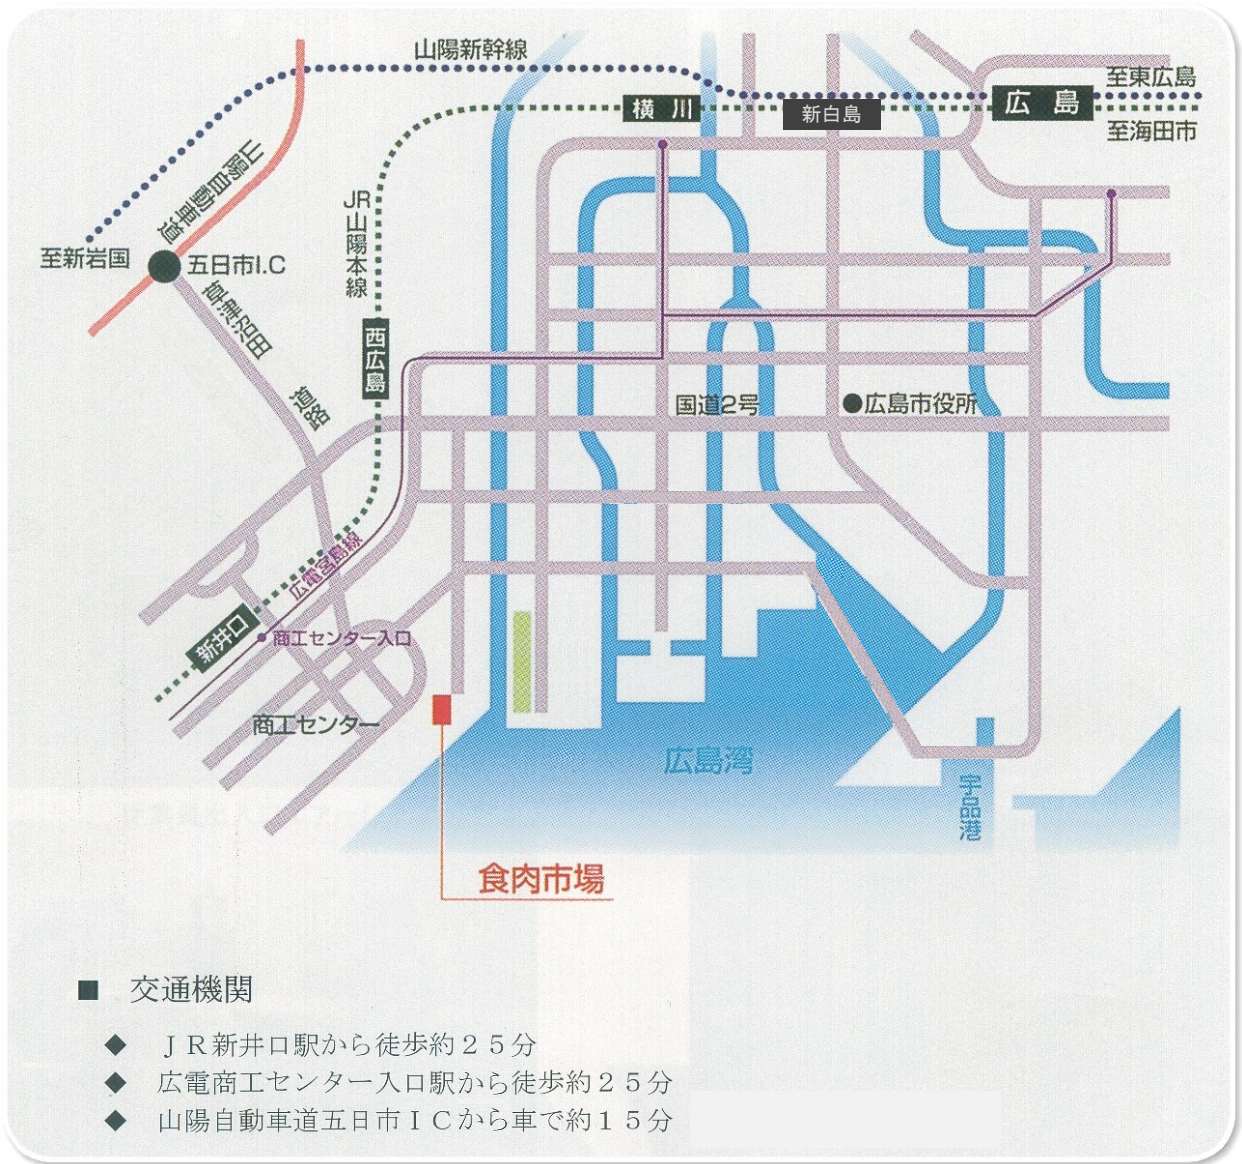 山陽新幹線
至東広島
横川
新白島
広島
至海田市
山陽自動車道
JR山陽本線
至新岩国
五日市I.C
草津沼田道路
西広島
国道2号
広島市役所
広電宮島線
新井口
商工センター入口
商工センター
広島湾
宇品港
食肉市場
■ 交通機関
◆ ＪＲ新井口駅から徒歩約２５分
◆ 広電商工センター入口駅から徒歩約２５分
◆ 山陽自動車道五日市ＩＣから車で約１５分